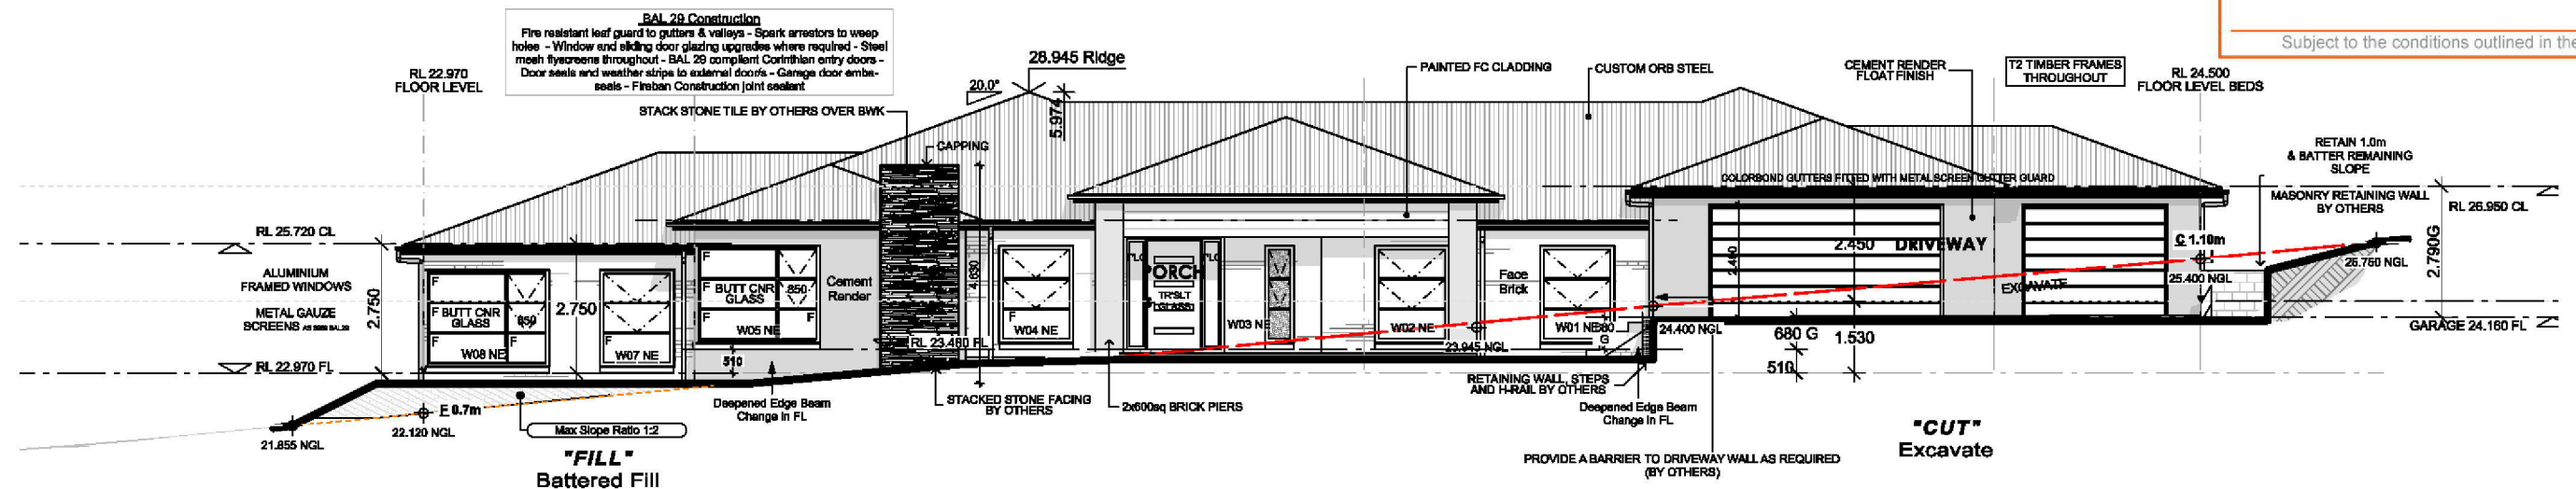 BAL 29 Construction
Fire resistant leaf guard to gutters & valleys - Spark arrestors to weep
holes - Window and sliding door glazing upgrades where required - Steel
mesh flyscreens throughout - BAL 29 compliant Corinthian entry doors -
Door seals and weather strips to external doors - Garage door embe-
seals - Fireban Construction joint sealant
Subject to the conditions outlined in the
RL 22.970
FLOOR LEVEL
STACK STONE TILE BY OTHERS OVER BWK
CAPPING
20.0°
28.945 Ridge
5.974
PAINTED FC CLADDING
CUSTOM ORB STEEL
CEMENT RENDER
FLOAT FINISH
T2 TIMBER FRAMES
THROUGHOUT
RL 24.500
FLOOR LEVEL BEDS
RETAIN 1.0m
& BATTER REMAINING
SLOPE
MASONRY RETAINING WALL
BY OTHERS
COLORBOND GUTTERS FITTED WITH METAL SCREEN GUTTER GUARD
RL 26.950 CL
RL 25.720 CL
ALUMINIUM
FRAMED WINDOWS
METAL GAUZE
SCREENS
2.750
RL 22.970 FL
F
F BUTT CNR
GLASS
850
F
F
W08 NE
2.750
F
W07 NE
F
F BUTT CNR
GLASS
850
F
F
W05 NE
510
Cement
Render
4.630
RL 23.480 FL
F
W04 NE
PORCH
TRSLT
GLASS
W03 NE
W02 NE
23.945 NGL
Face
Brick
W01 NE
680
G
24.400 NGL
2.450
DRIVEWAY
EXCAVATE
C 1.10m
25.400 NGL
25.750 NGL
2.790G
GARAGE 24.160 FL
680 G
1.530
510
21.655 NGL
22.120 NGL
F 0.7m
Max Slope Ratio 1:2
"FILL"
Battered Fill
Deepened Edge Beam
Change in FL
STACKED STONE FACING
BY OTHERS
2x600sq BRICK PIERS
RETAINING WALL, STEPS
AND H-RAIL BY OTHERS
Deepened Edge Beam
Change in FL
PROVIDE A BARRIER TO DRIVEWAY WALL AS REQUIRED
(BY OTHERS)
"CUT"
Excavate